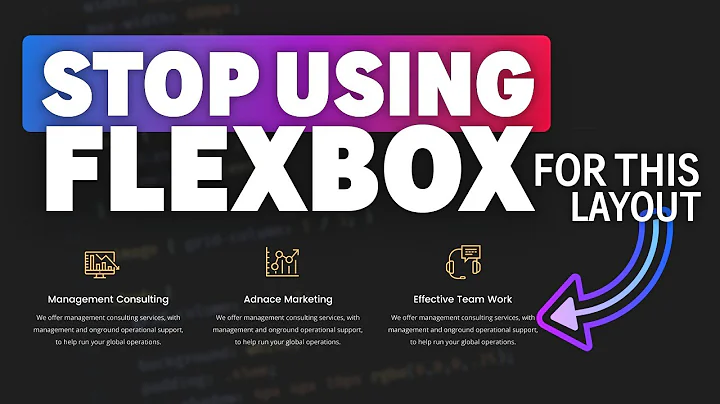 STOP USING
FLEXBOX
FOR THIS
LAYOUT
Management Consulting
We offer management consulting services, with
management and onground operational support,
to help run your global operations.
Adnace Marketing
We offer management consulting services, with
management and onground operational support,
to help run your global operations.
Effective Team Work
We offer management consulting services, with
management and onground operational support,
to help run your global operations.